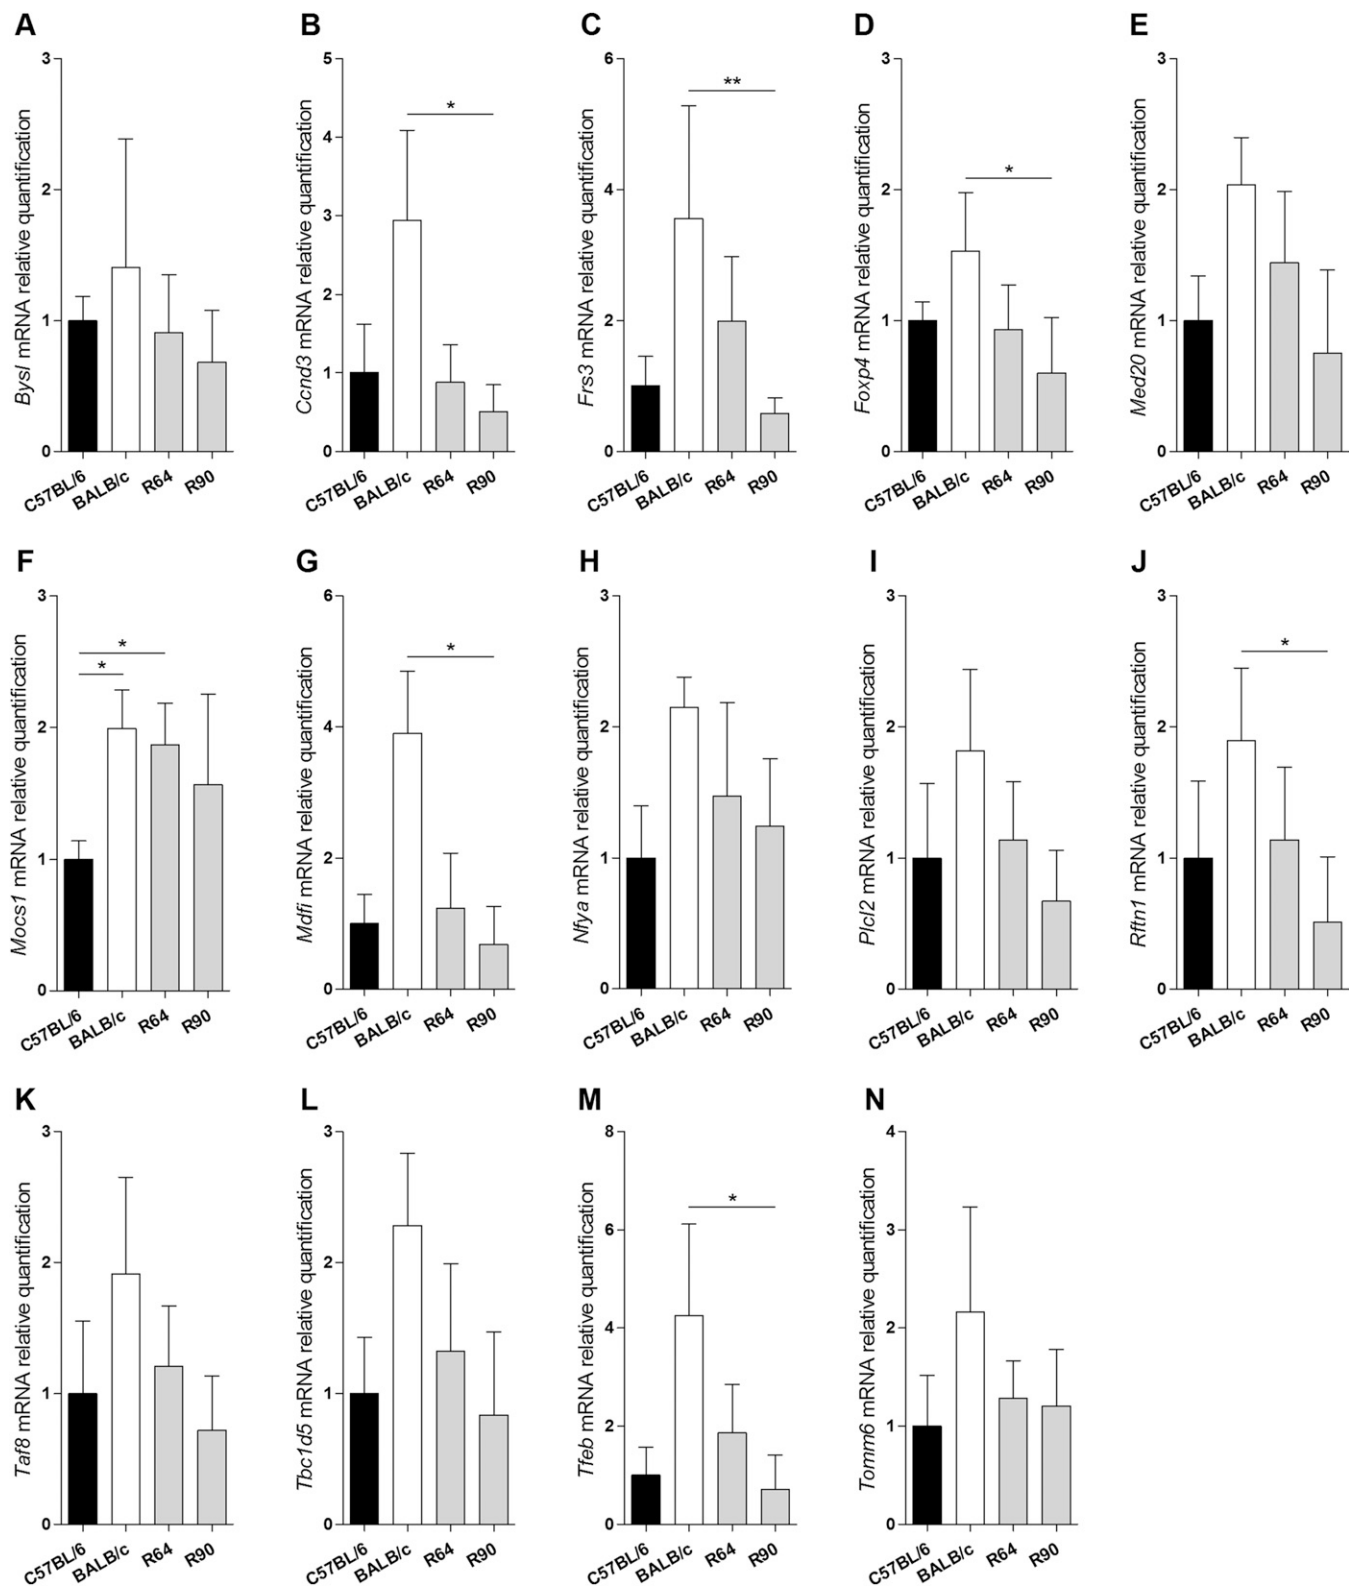 A
Bysl mRNA relative quantification
3
2
1
0
C57BL/6
BALB/c
R64
R90
B
Ccnd3 mRNA relative quantification
5
4
3
2
1
0
*
C57BL/6
BALB/c
R64
R90
C
Frs3 mRNA relative quantification
6
4
2
0
**
C57BL/6
BALB/c
R64
R90
D
Foxp4 mRNA relative quantification
3
2
1
0
*
C57BL/6
BALB/c
R64
R90
E
Med20 mRNA relative quantification
3
2
1
0
C57BL/6
BALB/c
R64
R90
F
Mocs1 mRNA relative quantification
3
2
1
0
*
*
C57BL/6
BALB/c
R64
R90
G
Mdfi mRNA relative quantification
6
4
2
0
*
C57BL/6
BALB/c
R64
R90
H
Nfya mRNA relative quantification
3
2
1
0
C57BL/6
BALB/c
R64
R90
I
Plcl2 mRNA relative quantification
3
2
1
0
C57BL/6
BALB/c
R64
R90
J
Rftn1 mRNA relative quantification
3
2
1
0
*
C57BL/6
BALB/c
R64
R90
K
Taf8 mRNA relative quantification
3
2
1
0
C57BL/6
BALB/c
R64
R90
L
Tbc1d5 mRNA relative quantification
3
2
1
0
C57BL/6
BALB/c
R64
R90
M
Tfeb mRNA relative quantification
8
6
4
2
0
*
C57BL/6
BALB/c
R64
R90
N
Tomm6 mRNA relative quantification
4
3
2
1
0
C57BL/6
BALB/c
R64
R90